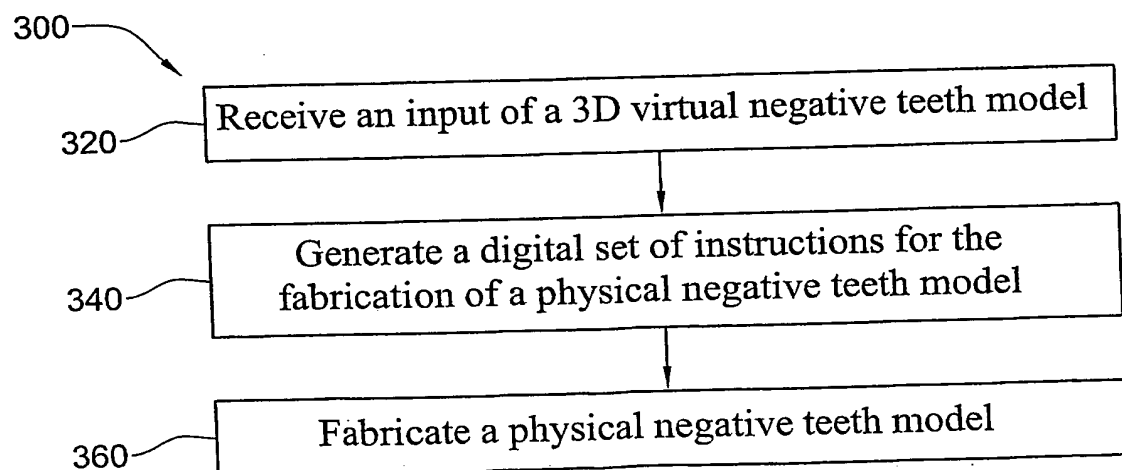 300
320
Receive an input of a 3D virtual negative teeth model
340
Generate a digital set of instructions for the
fabrication of a physical negative teeth model
360
Fabricate a physical negative teeth model